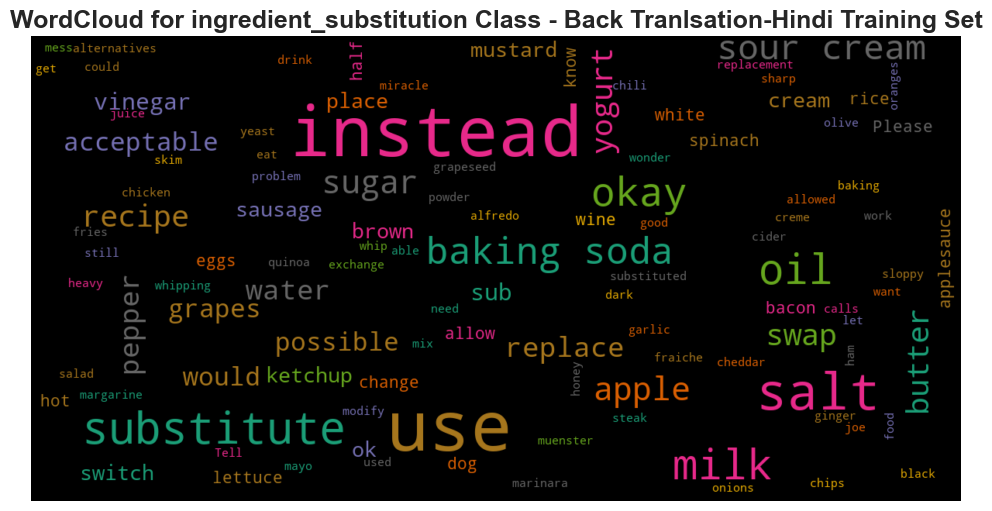 WordCloud for ingredient_substitution Class - Back Tranlsation-Hindi Training Set
mess alternatives
get could
drink
half
mustard
know
sour cream
replacement
sharp
oranges
miracle
chili
yogurt
vinegar
juice
place
instead
white
cream rice
acceptable
yeast
eat
skim
olive Please
spinach
wonder
problem
grapeseed
sugar
powder
okay
baking
allowed
chicken
recipe
fries
sausage
alfredo
wine
good
creme work
brown
whip able
exchange
cider
still
eggs
quinoa
baking soda
substituted
oil
applesauce
sloppy
want
heavy
whipping
water
sub
dark
pepper
grapes
need
allow
garlic
bacon calls
let
swap
butter
possible
mix
replace
fraiche
cheddar
ham
salad
would
ketchup
change
honey
apple
salt
hot
margarine
substitute
modify
use
steak
ginger
joe
food
Tell
ok
muenster
switch
mayo
lettuce
used
dog
marinara
milk
onions
chips
black